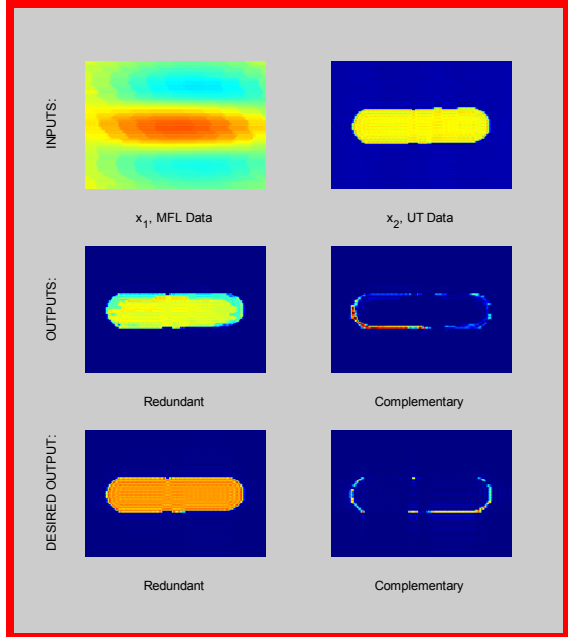 INPUTS:
x1, MFL Data
x2, UT Data
OUTPUTS:
Redundant
Complementary
DESIRED OUTPUT:
Redundant
Complementary